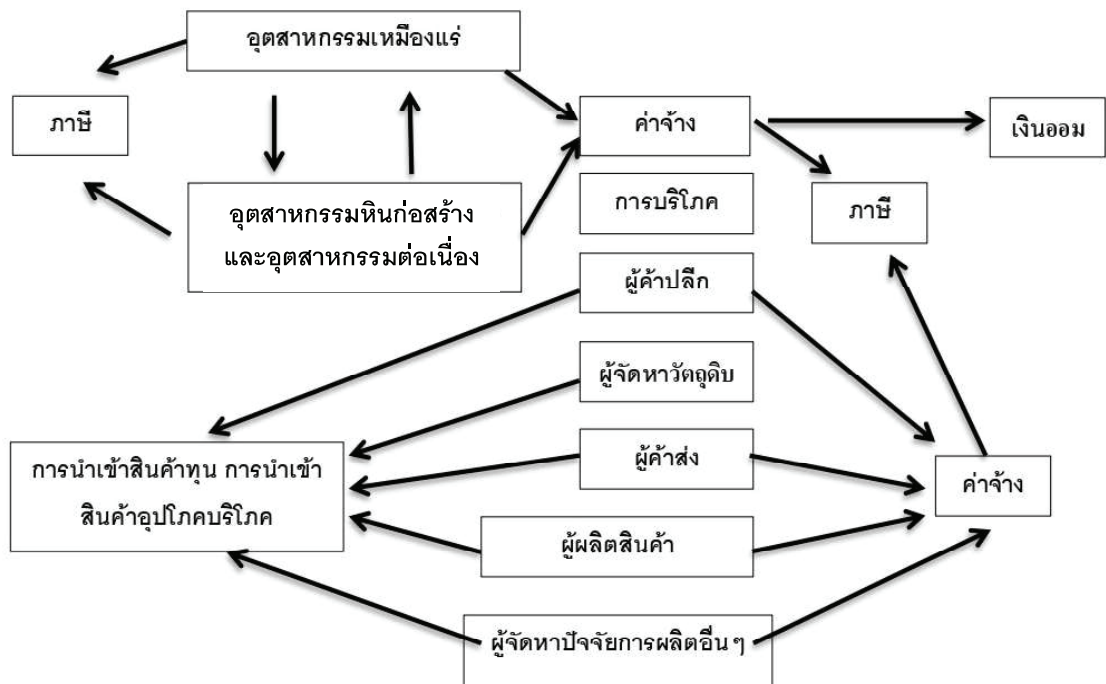 อุตสาหกรรมเหมืองแร่
ภาษี
ค่าจ้าง
เงินออม
อุตสาหกรรมหินก่อสร้าง
และอุตสาหกรรมต่อเนื่อง
การบริโภค
ภาษี
ผู้ค้าปลีก
ผู้จัดหาวัตถุดิบ
การนำเข้าสินค้าทุน การนำเข้า
สินค้าอุปโภคบริโภค
ผู้ค้าส่ง
ค่าจ้าง
ผู้ผลิตสินค้า
ผู้จัดหาปัจจัยการผลิตอื่นๆ